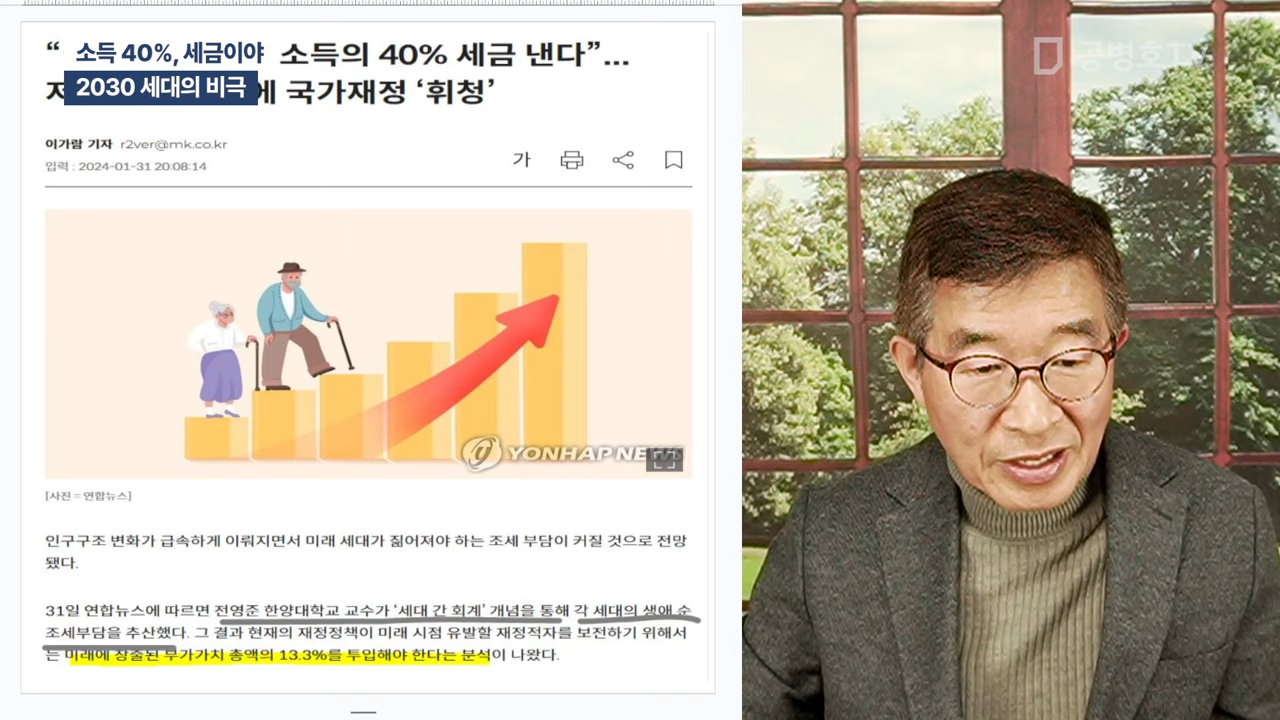 “ 소득 40%, 세금이야 소득의 40% 세금 낸다”...
2030 세대의 비극 에 국가재정 ‘휘청’
이가람 기자 r2ver@mk.co.kr
입력 : 2024-01-31 20:08:14
가
YONHAP NEWS
[사진 = 연합뉴스]
인구구조 변화가 급속하게 이뤄지면서 미래 세대가 짊어져야 하는 조세 부담이 커질 것으로 전망
됐다.
31일 연합뉴스에 따르면 전영준 한양대학교 교수가 ‘세대 간 회계’ 개념을 통해 각 세대의 생애 순
조세부담을 추산했다. 그 결과 현재의 재정정책이 미래 시점 유발할 재정적자를 보전하기 위해서
는 미래에 창출된 부가가치 총액의 13.3%를 투입해야 한다는 분석이 나왔다.
공병호TV